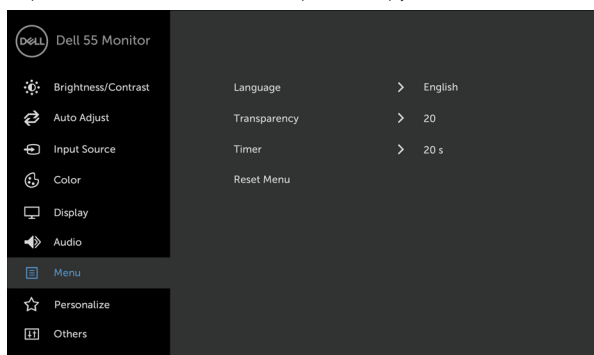 DELL Dell 55 Monitor
Brightness/Contrast
Auto Adjust
Input Source
Color
Display
Audio
Menu
Personalize
Others
Language > English
Transparency > 20
Timer > 20 s
Reset Menu